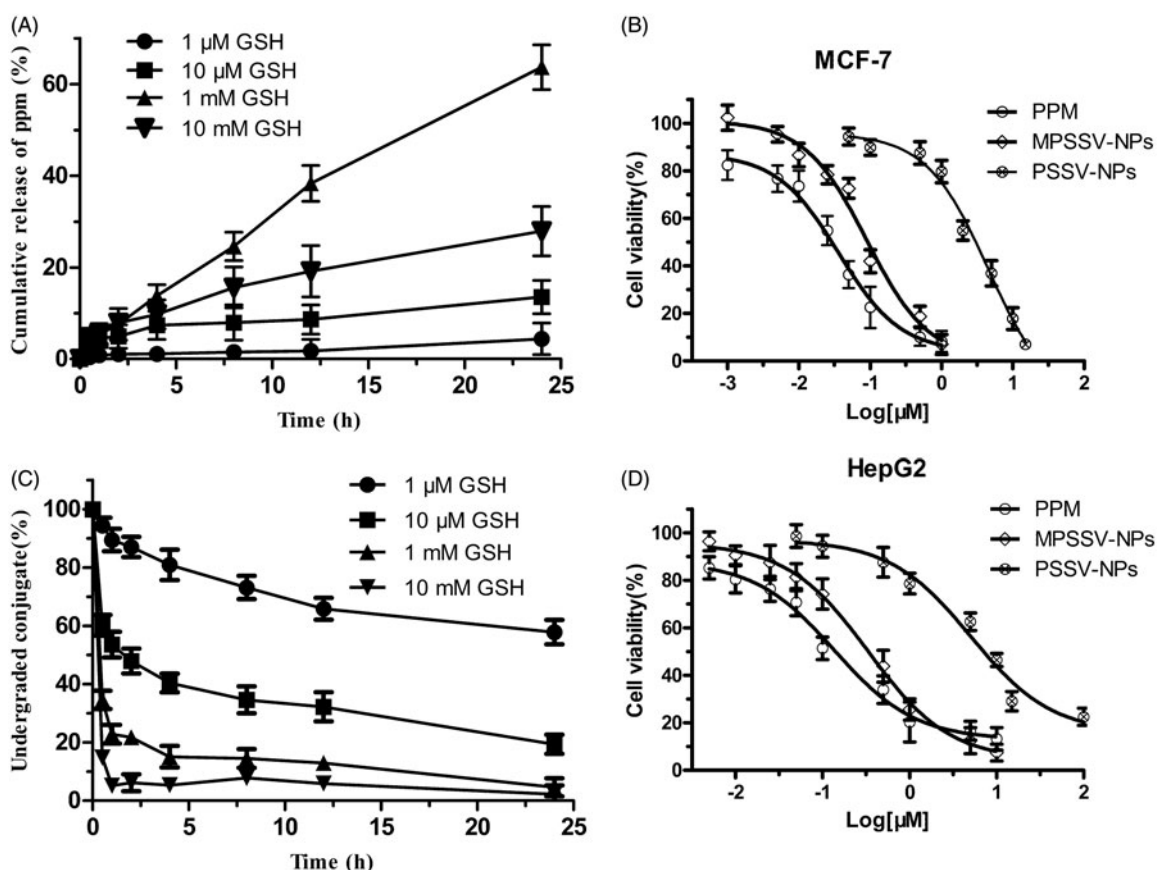 (A)
Cumulative release of ppm (%)
60
40
20
0
1 µM GSH
10 µM GSH
1 mM GSH
10 mM GSH
0 5 10 15 20 25
Time (h)
(B)
MCF-7
Cell viability(%)
100
80
60
40
20
0
PPM
MPSSV-NPs
PSSV-NPs
-3 -2 -1 0 1 2
Log[µM]
(C)
Undergraded conjugate(%)
100
80
60
40
20
0
1 µM GSH
10 µM GSH
1 mM GSH
10 mM GSH
0 5 10 15 20 25
Time (h)
(D)
HepG2
Cell viability(%)
100
80
60
40
20
0
PPM
MPSSV-NPs
PSSV-NPs
-2 -1 0 1 2
Log[µM]